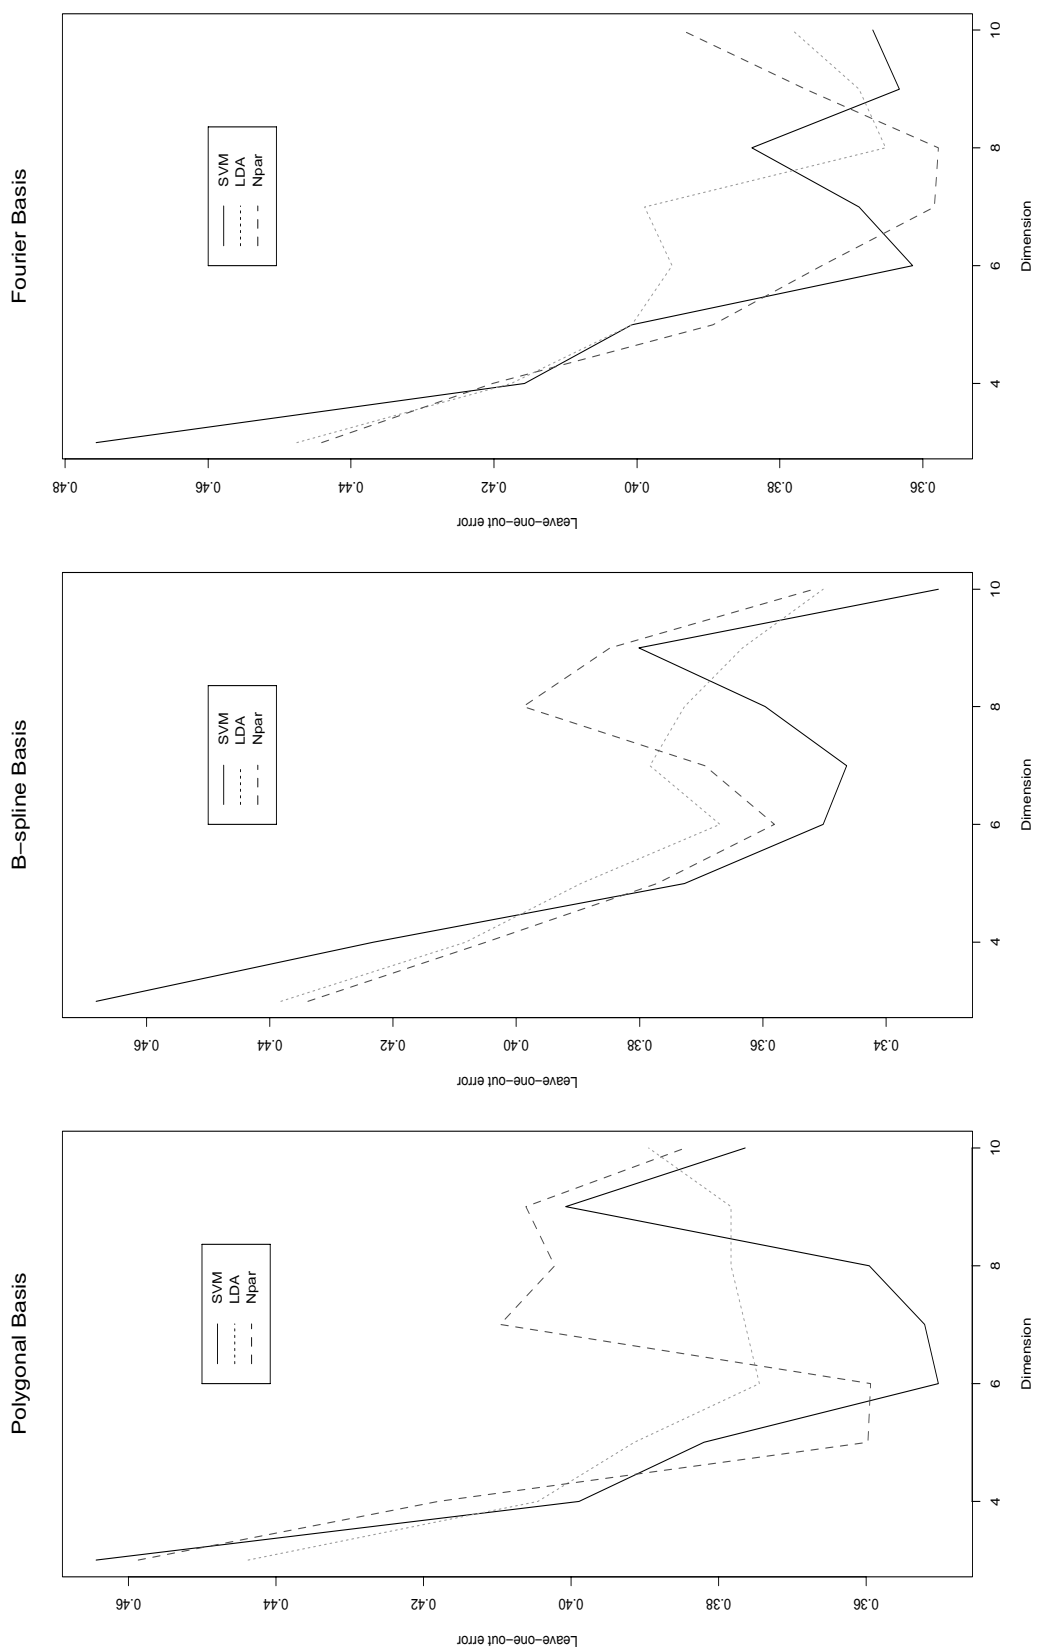 Polygonal Basis
Leave−one−out error
0.36
0.38
0.40
0.42
0.44
0.46
SVM
LDA
Npar
4
6
8
10
Dimension
B−spline Basis
Leave−one−out error
0.34
0.36
0.38
0.40
0.42
0.44
0.46
SVM
LDA
Npar
4
6
8
10
Dimension
Fourier Basis
Leave−one−out error
0.36
0.38
0.40
0.42
0.44
0.46
0.48
SVM
LDA
Npar
4
6
8
10
Dimension